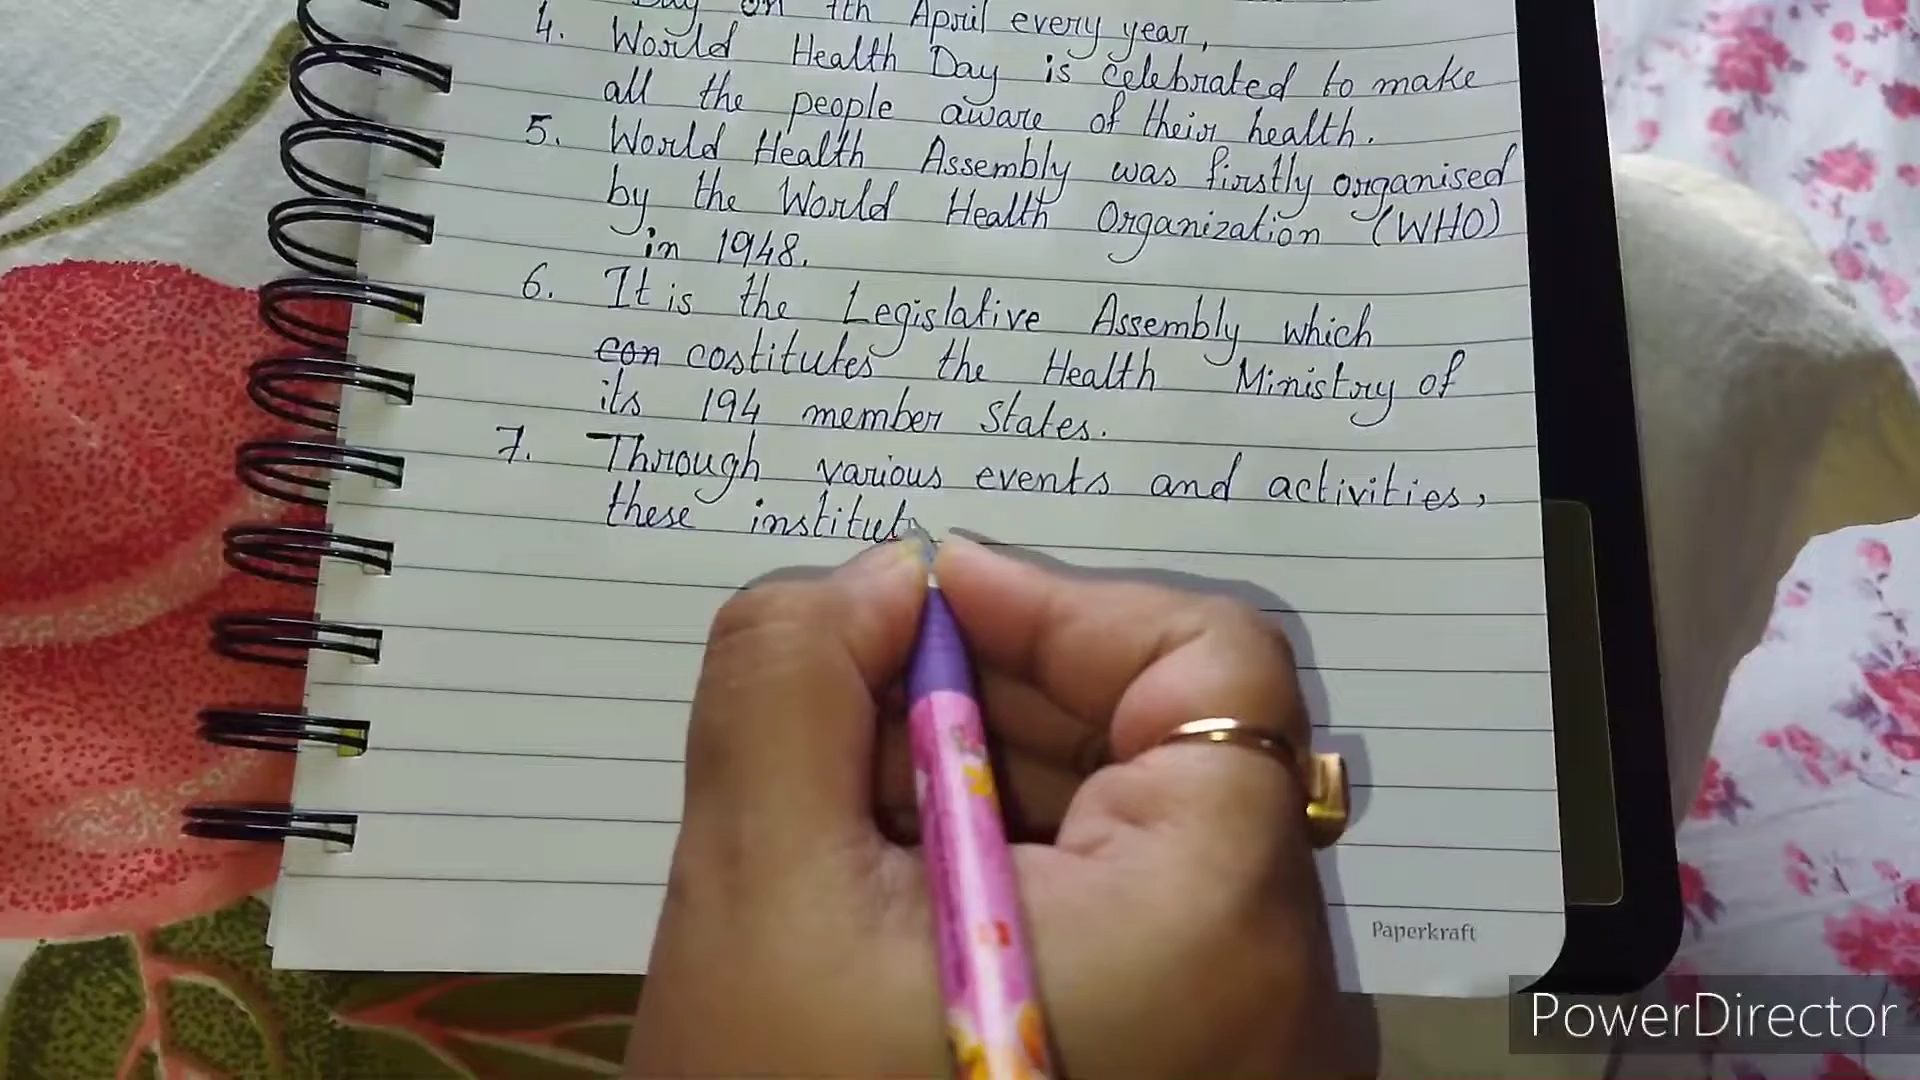 Day on 7th April every year,
4. World Health Day is celebrated to make
all the people aware of their health.
5. World Health Assembly was firstly organised
by the World Health Organization (WHO)
in 1948.
6. It is the Legislative Assembly which
con costitutes the Health Ministry of
its 194 member States.
7. Through various events and activities,
these institut
Paperkraft
PowerDirector